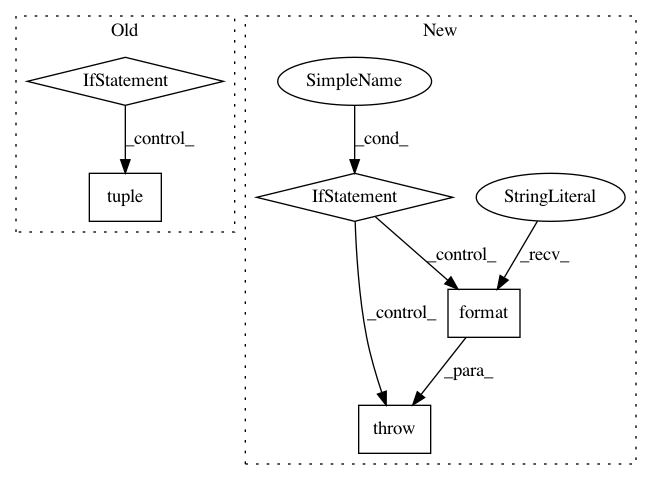 Old
New
IfStatement
SimpleName
_control_
_cond_
tuple
IfStatement
StringLiteral
_control_
_recv_
_control_
format
_para_
throw